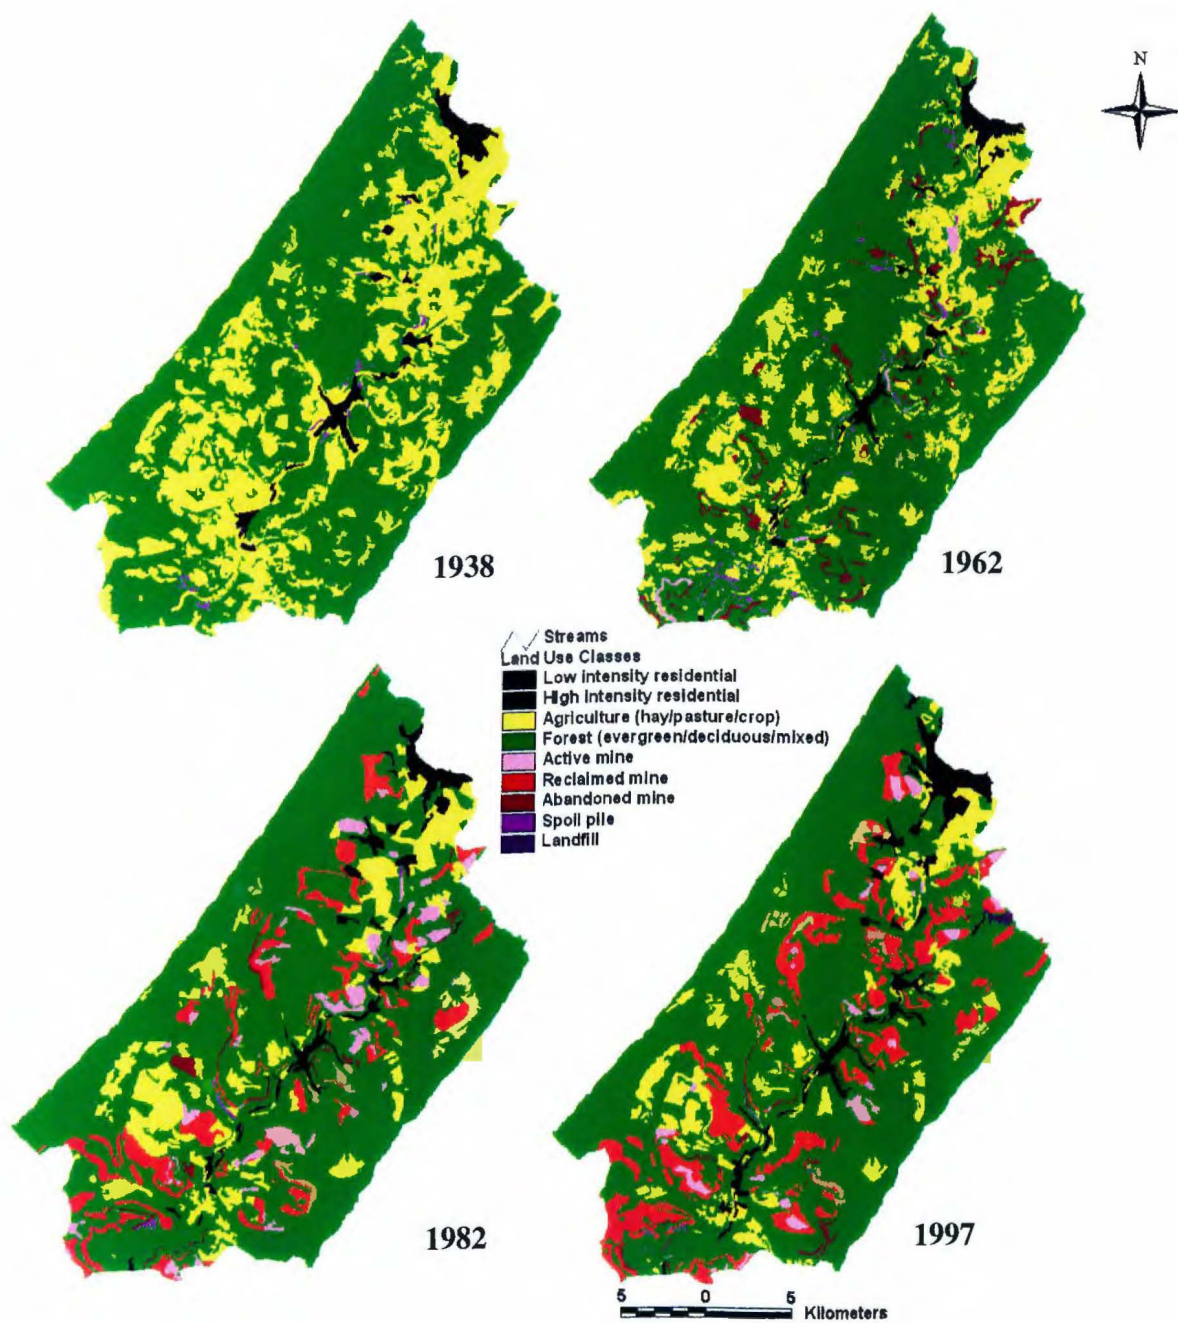 N
1938
1962
Streams
Land Use Classes
Low intensity residential
High intensity residential
Agriculture (hay/pasture/crop)
Forest (evergreen/deciduous/mixed)
Active mine
Reclaimed mine
Abandoned mine
Spoil pile
Landfill
1982
1997
5 0 5
Kilometers